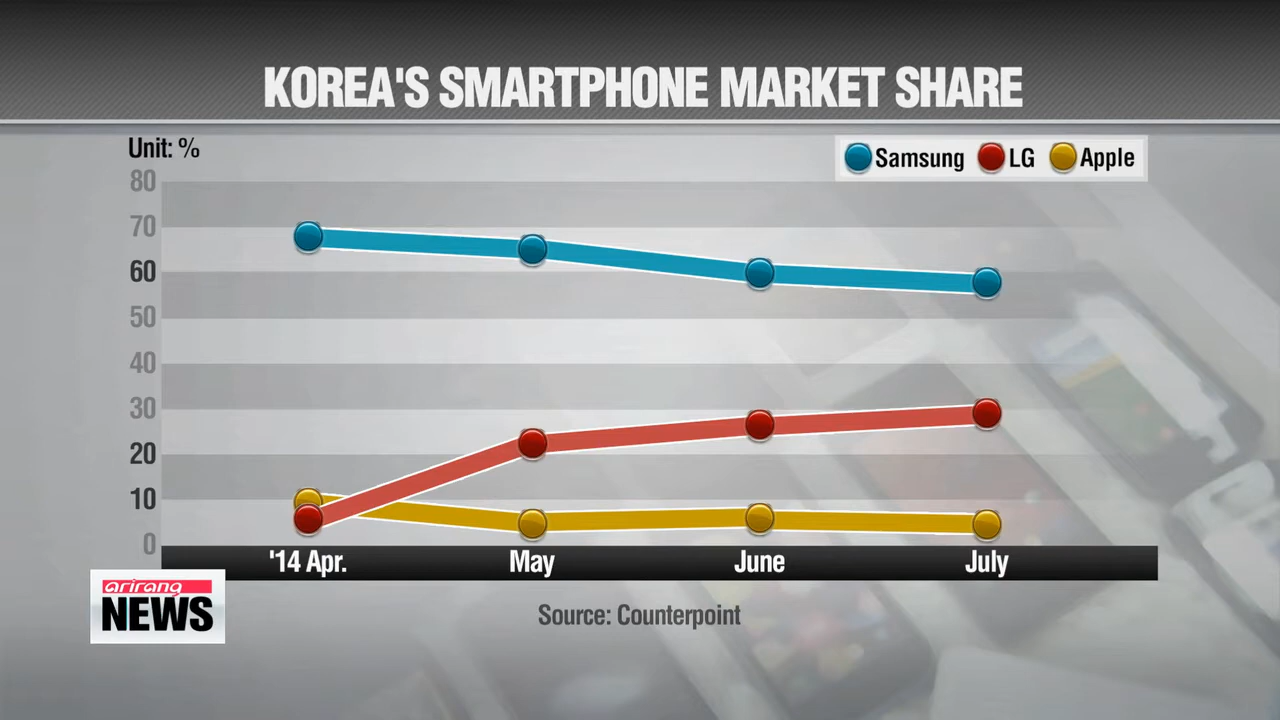 KOREA'S SMARTPHONE MARKET SHARE
Unit: %
Samsung LG Apple
80
70
60
50
40
30
20
10
0
'14 Apr. May June July
arirang
NEWS
Source: Counterpoint